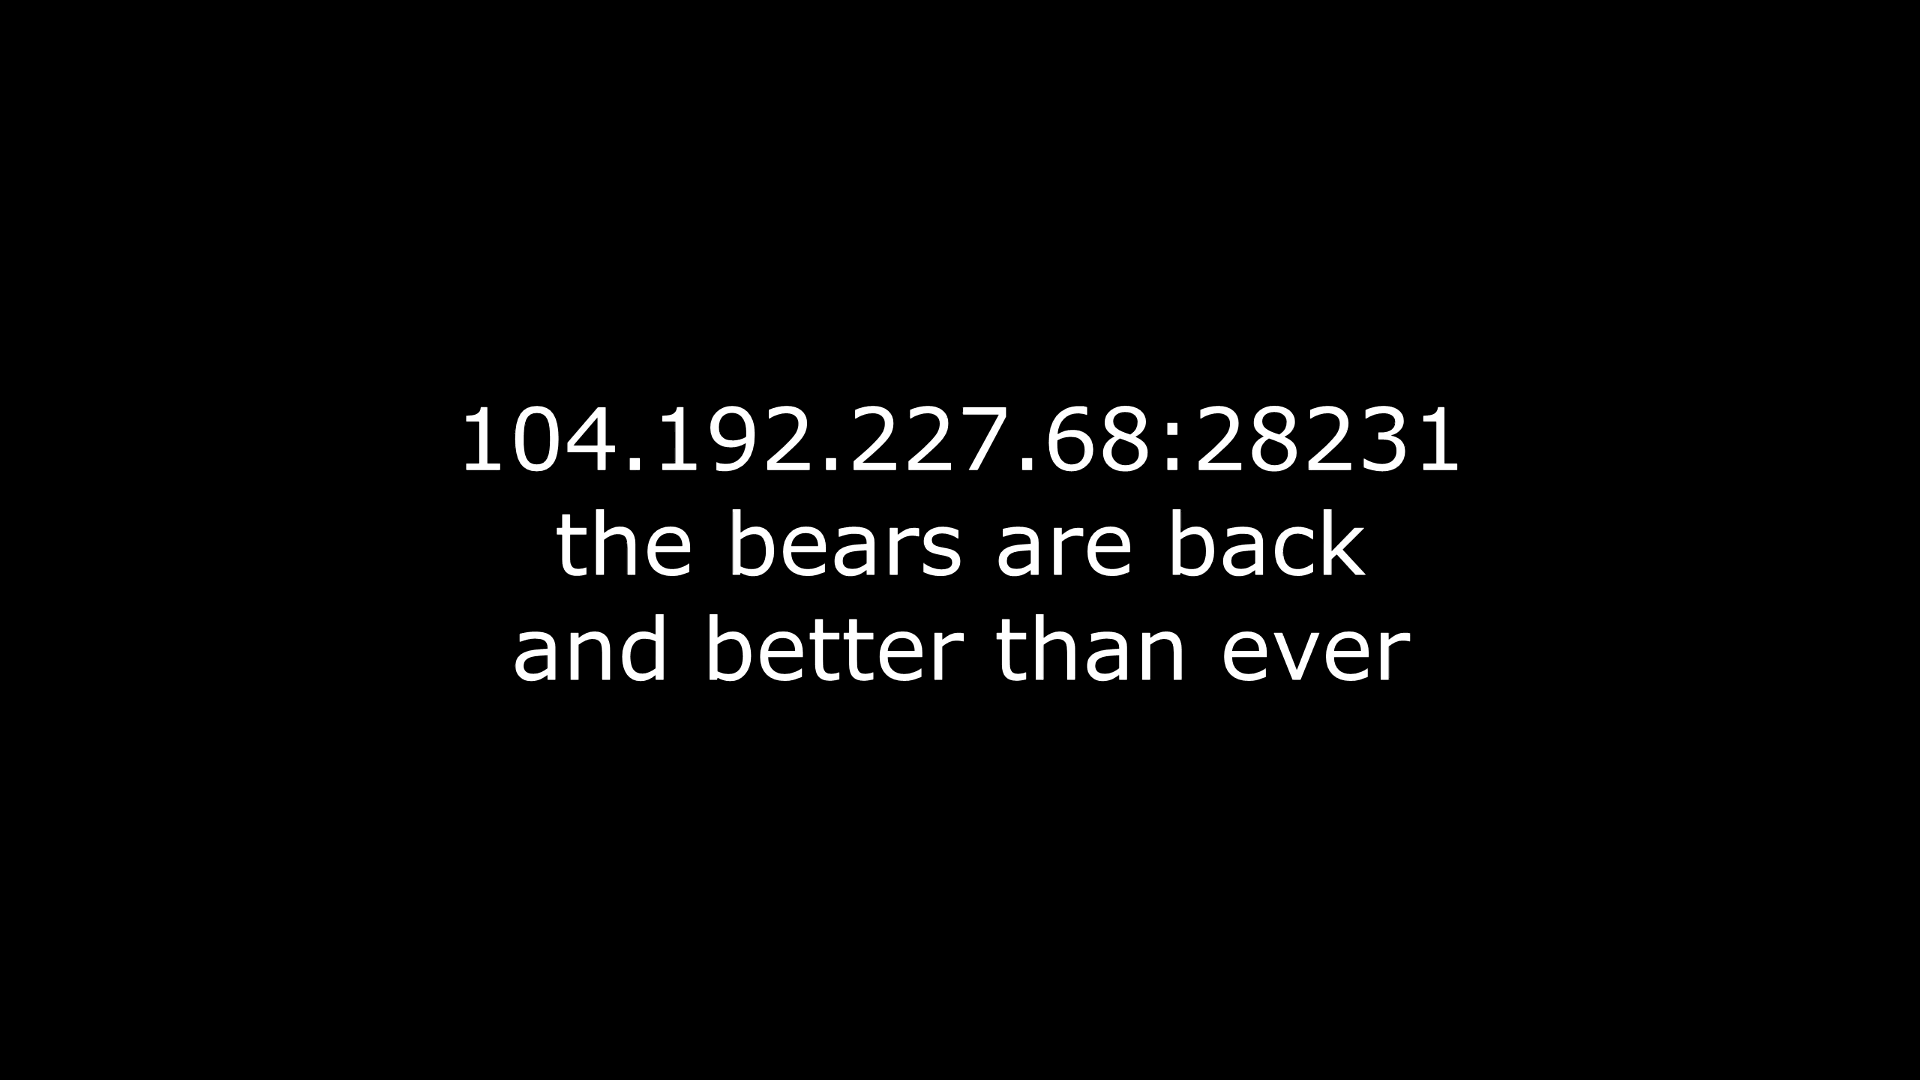 104.192.227.68:28231
the bears are back
and better than ever